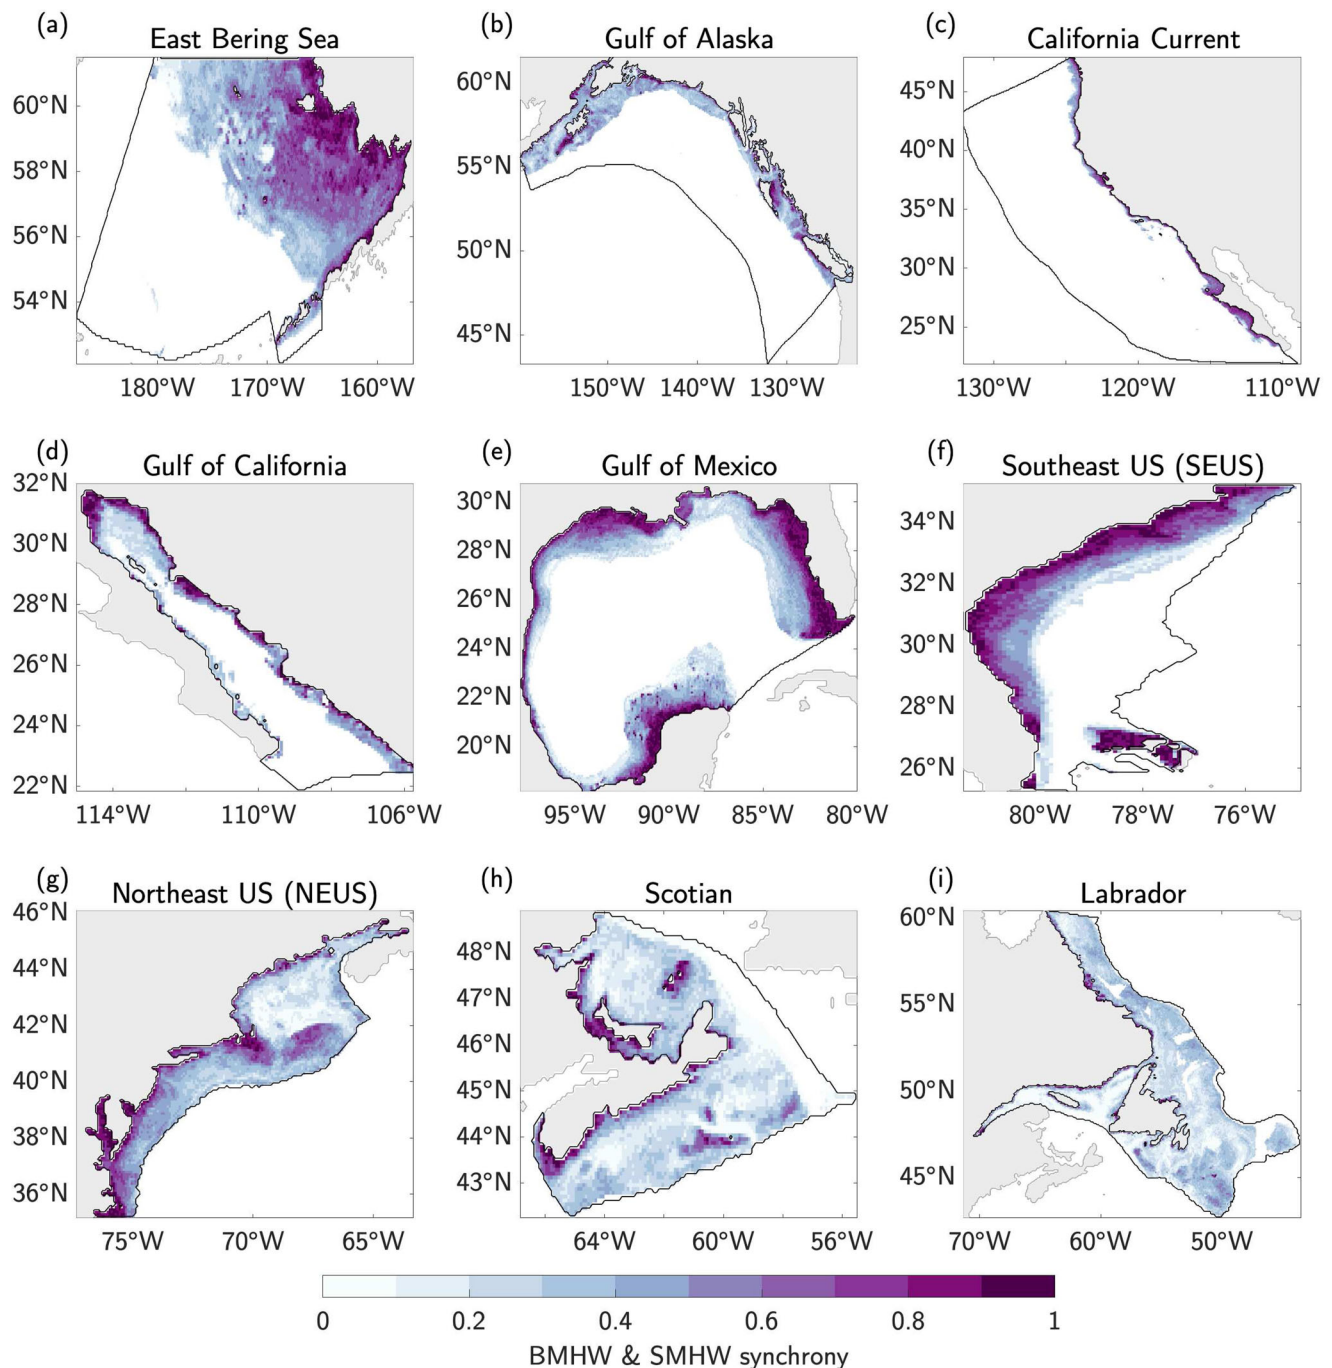 (a)
East Bering Sea
60°N
58°N
56°N
54°N
180°W 170°W 160°W
(b)
Gulf of Alaska
60°N
55°N
50°N
45°N
150°W 140°W 130°W
(c)
California Current
45°N
40°N
35°N
30°N
25°N
130°W 120°W 110°W
(d)
Gulf of California
32°N
30°N
28°N
26°N
24°N
22°N
114°W 110°W 106°W
(e)
Gulf of Mexico
30°N
28°N
26°N
24°N
22°N
20°N
95°W 90°W 85°W 80°W
(f)
Southeast US (SEUS)
34°N
32°N
30°N
28°N
26°N
80°W 78°W 76°W
(g)
Northeast US (NEUS)
46°N
44°N
42°N
40°N
38°N
36°N
75°W 70°W 65°W
(h)
Scotian
48°N
47°N
46°N
45°N
44°N
43°N
64°W 60°W 56°W
(i)
Labrador
60°N
55°N
50°N
45°N
70°W 60°W 50°W
0 0.2 0.4 0.6 0.8 1
BMHW & SMHW synchrony